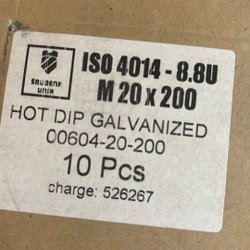 ISO 4014 - 8.8U
M 20 x 200
HOT DIP GALVANIZED
00604-20-200
10 Pcs
charge: 526267